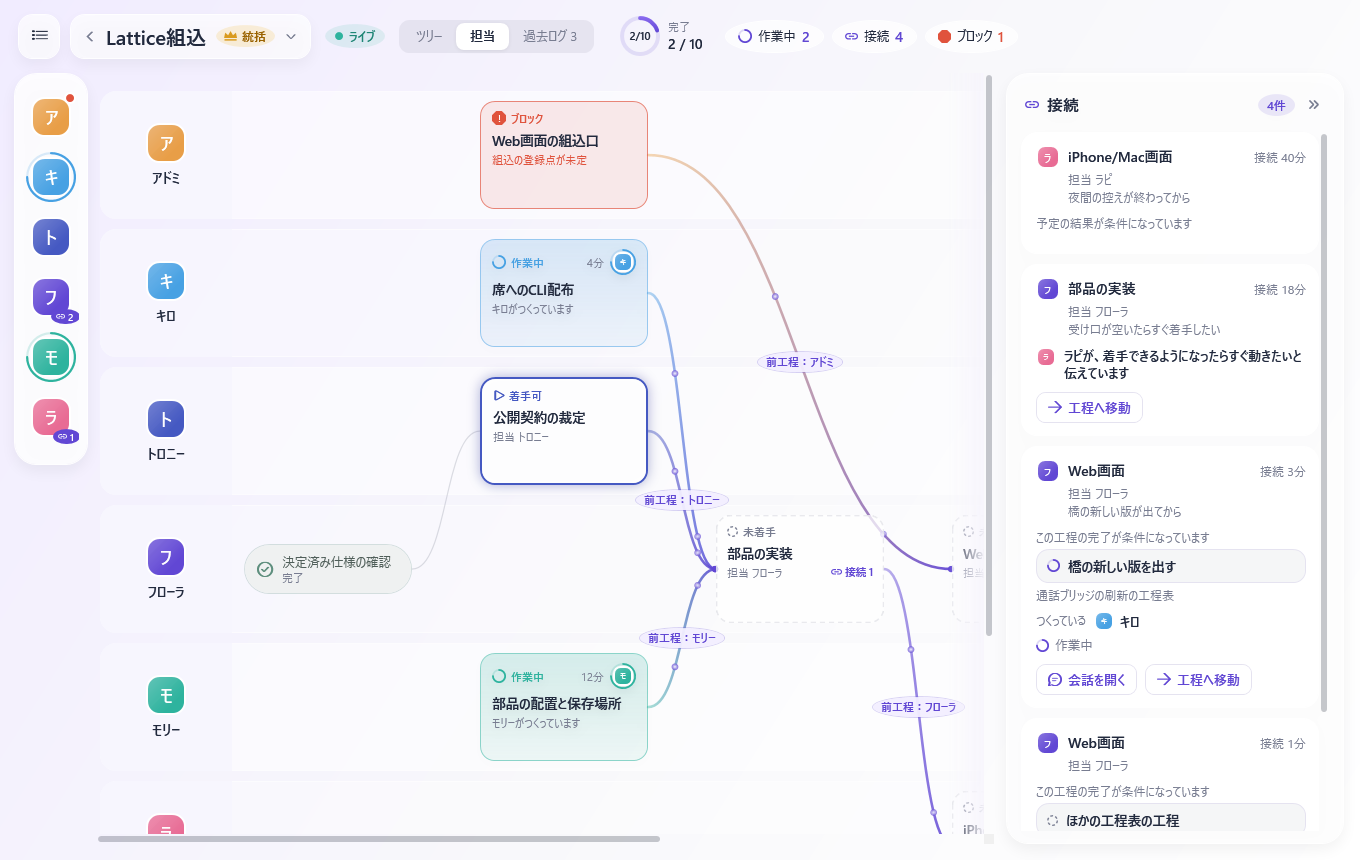 Lattice組込
統括
ライブ
ツリー
担当
過去ログ 3
2/10
完了
2 / 10
作業中 2
接続 4
ブロック 1
ア
キ
ト
フ
2
モ
ラ
1
ア
アドミ
ブロック
Web画面の組込口
組込の登録点が未定
キ
キロ
作業中
4分
キ
席へのCLI配布
キロがつくっています
前工程：アドミ
ト
トロニー
着手可
公開契約の裁定
担当 トロニー
前工程：トロニー
フ
フローラ
決定済み仕様の確認
完了
未着手
部品の実装
担当 フローラ
接続 1
We
担当
前工程：モリー
モ
モリー
作業中
12分
モ
部品の配置と保存場所
モリーがつくっています
前工程：フローラ
ラ
iPh
接続
4件
ラ
iPhone/Mac画面
接続 40分
担当 ラピ
夜間の控えが終わってから
予定の結果が条件になっています
フ
部品の実装
接続 18分
担当 フローラ
受け口が空いたらすぐ着手したい
ラ
ラピが、着手できるようになったらすぐ動きたいと
伝えています
工程へ移動
フ
Web画面
接続 3分
担当 フローラ
橋の新しい版が出てから
この工程の完了が条件になっています
橋の新しい版を出す
通話ブリッジの刷新の工程表
つくっている
キ
キロ
作業中
会話を開く
工程へ移動
フ
Web画面
接続 1分
担当 フローラ
この工程の完了が条件になっています
ほかの工程表の工程